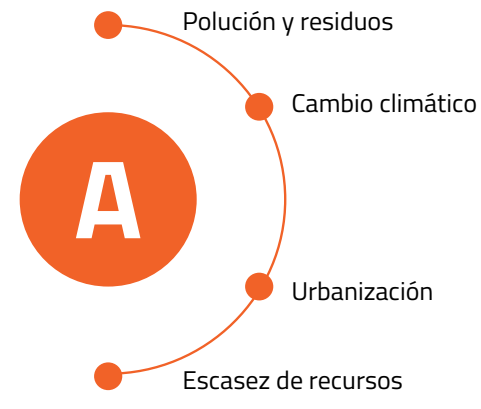 Polución y residuos
Cambio climático
A
Urbanización
Escasez de recursos